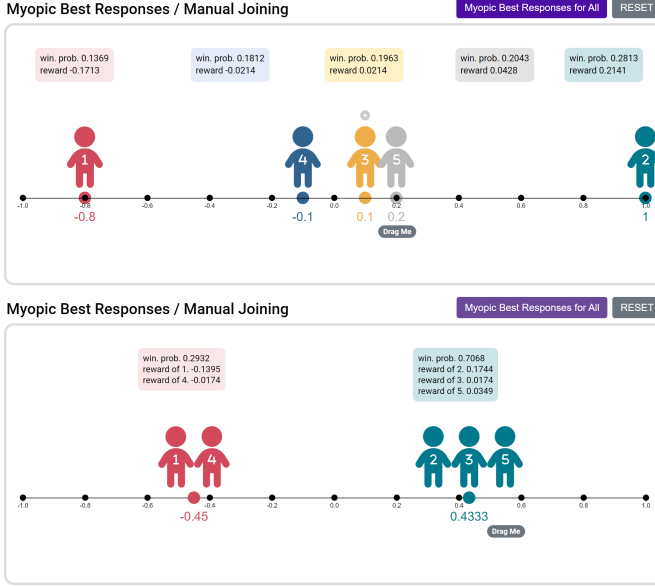 Myopic Best Responses / Manual Joining
Myopic Best Responses for All
RESET
win. prob. 0.1369
reward -0.1713
win. prob. 0.1812
reward -0.0214
win. prob. 0.1963
reward 0.0214
win. prob. 0.2043
reward 0.0428
win. prob. 0.2813
reward 0.2141
+
1
4
3
5
2
-1.0
-0.8
-0.6
-0.4
-0.2
0.0
0.2
0.4
0.6
0.8
1.0
-0.8
-0.1
0.1
0.2
1
Drag Me
Myopic Best Responses / Manual Joining
Myopic Best Responses for All
RESET
win. prob. 0.2932
reward of 1. -0.1395
reward of 4. -0.0174
win. prob. 0.7068
reward of 2. 0.1744
reward of 3. 0.0174
reward of 5. 0.0349
1
4
2
3
5
-1.0
-0.8
-0.6
-0.4
-0.2
0.0
0.2
0.4
0.6
0.8
1.0
-0.45
0.4333
Drag Me